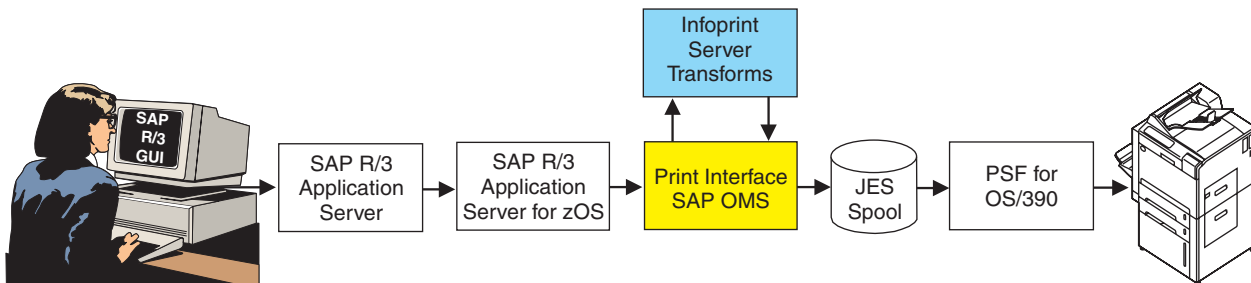 Infoprint
Server
Transforms
SAP
R/3
GUI
SAP R/3
Application
Server
SAP R/3
Application
Server for zOS
Print Interface
SAP OMS
JES
Spool
PSF for
OS/390